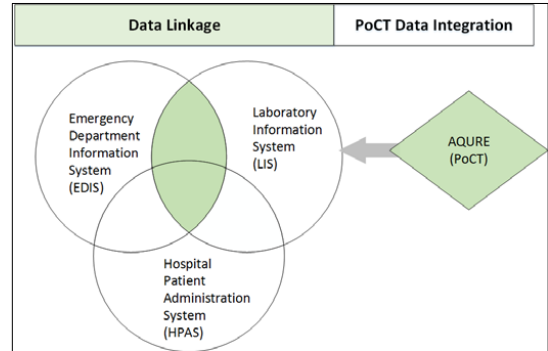 Data Linkage
PoCT Data Integration
Emergency
Department
Information
System
(EDIS)
Laboratory
Information
System
(LIS)
AQURE
(PoCT)
Hospital
Patient
Administration
System
(HPAS)